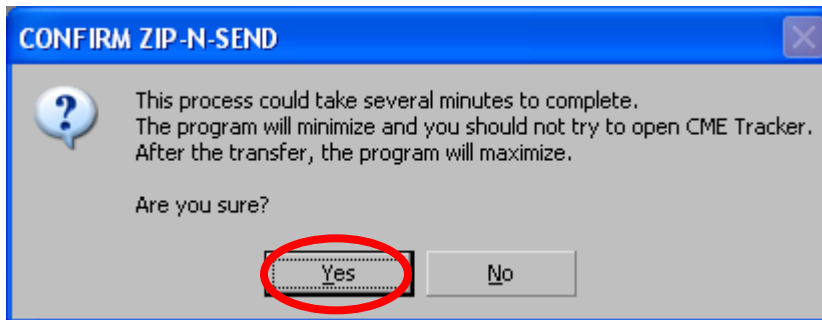 CONFIRM ZIP-N-SEND
This process could take several minutes to complete.
The program will minimize and you should not try to open CME Tracker.
After the transfer, the program will maximize.
Are you sure?
Yes
No